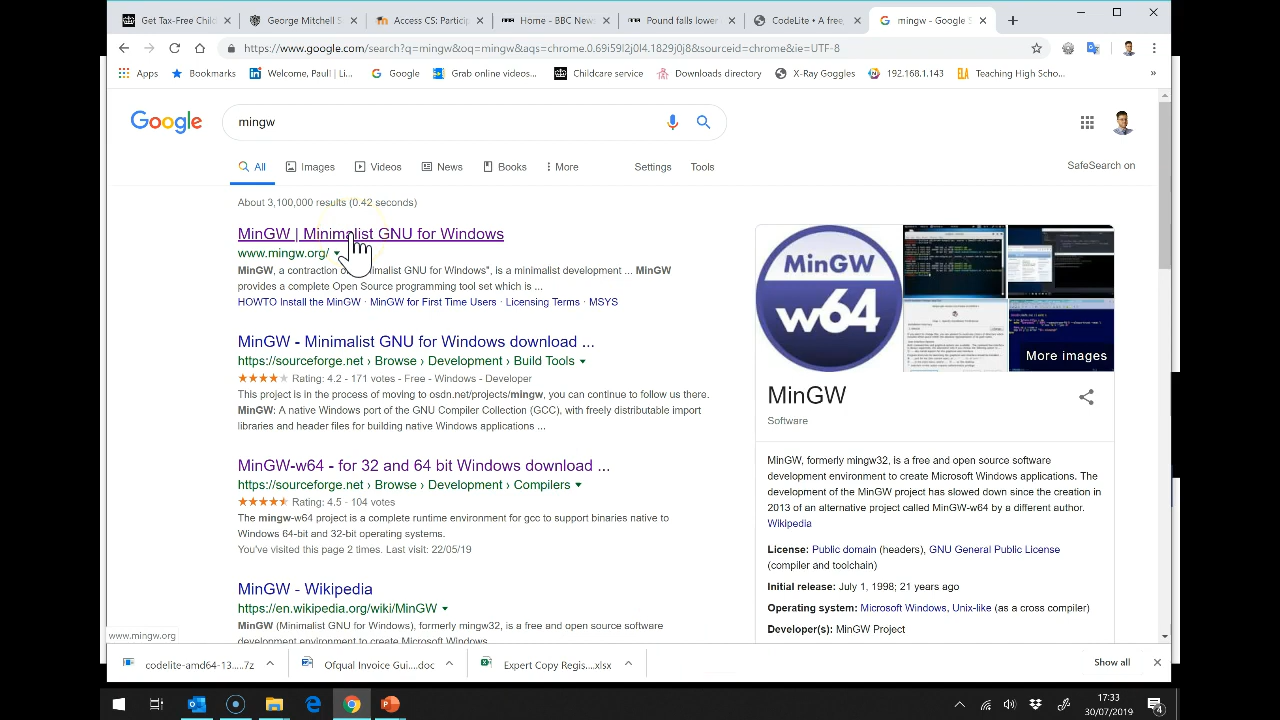 Get Tax-Free Child
George Mitchell S
Access CS: Particip
Home - BBC News
Pound falls lower
CodeLite - A free
mingw - Google S
https://www.google.com/search?q=mingw&oq=mingw&aqs=chrome.0.69i59l2j0l4.1829j0j8&sourceid=chrome&ie=UTF-8
Apps
Bookmarks
Welcome, Paul! | Li...
Google
Grab online videos...
Childcare service
Downloads directory
X-Ray Goggles
192.168.1.143
Teaching High Scho...
»
Google
mingw
All
Images
Videos
News
Books
More
Settings
Tools
SafeSearch on
About 3,100,000 results (0.42 seconds)
MinGW | Minimalist GNU for Windows
www.mingw.org/
MinGW, a contraction of "Minimalist GNU for Windows", is a minimalist development ... MinGW
provides a complete Open Source programming tool set which is ...
HOWTO Install the ... · MinGW for First Time Users · Licensing Terms
MinGW - Minimalist GNU for Windows download ...
https://sourceforge.net › projects › mingw
Rating: 4.2 - 171 votes - Free - Windows - Developer
This project is in the process of moving to osdn.net/projects/mingw, you can continue to follow us there.
MinGW: A native Windows port of the GNU Compiler Collection (GCC), with freely distributable import
libraries and header files for building native Windows applications ...
MinGW-w64 - for 32 and 64 bit Windows download ...
https://sourceforge.net › Browse › Development › Compilers
Rating: 4.5 - 104 votes
The mingw-w64 project is a complete runtime environment for gcc to support binaries native to
Windows 64-bit and 32-bit operating systems.
You've visited this page 2 times. Last visit: 22/05/19
MinGW - Wikipedia
https://en.wikipedia.org/wiki/MinGW
MinGW (Minimalist GNU for Windows), formerly mingw32, is a free and open source software
development environment to create Microsoft Windows
MinGW
w64
More images
MinGW
Software
MinGW, formerly mingw32, is a free and open source software
development environment to create Microsoft Windows applications. The
development of the MinGW project has slowed down since the creation in
2013 of an alternative project called MinGW-w64 by a different author.
Wikipedia
License: Public domain (headers), GNU General Public License
(compiler and toolchain)
Initial release: July 1, 1998; 21 years ago
Operating system: Microsoft Windows, Unix-like (as a cross compiler)
Developer(s): MinGW Project
www.mingw.org
codelite-amd64-13....7z
Ofqual Invoice Gui....doc
Expert Copy Regis....xlsx
Show all
17:33
30/07/2019
4